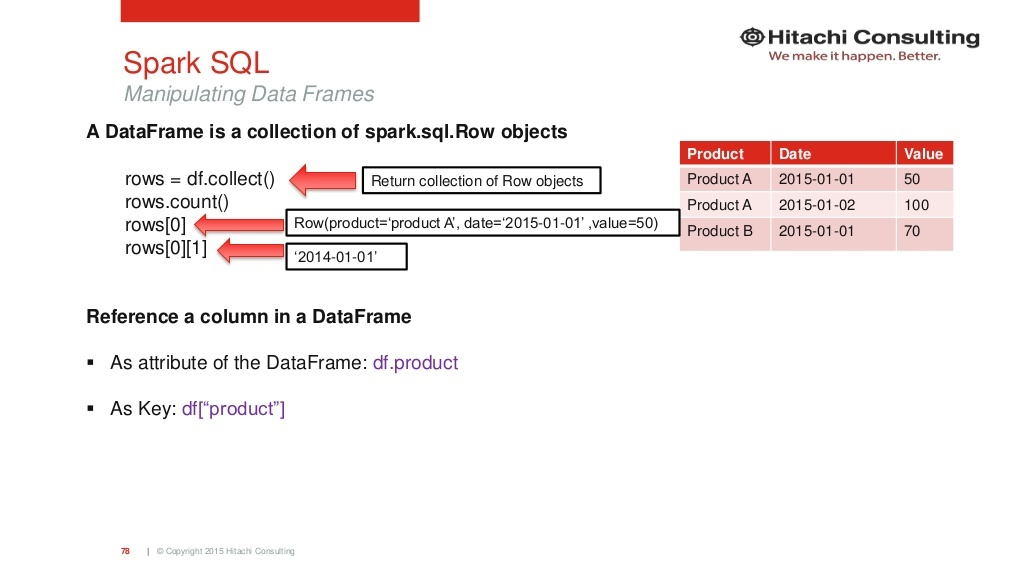 Hitachi Consulting
We make it happen. Better.
Spark SQL
Manipulating Data Frames
A DataFrame is a collection of spark.sql.Row objects
rows = df.collect()
Return collection of Row objects
rows.count()
rows[0]
Row(product=‘product A’, date=‘2015-01-01’ ,value=50)
rows[0][1]
‘2014-01-01’
Product Date Value
Product A 2015-01-01 50
Product A 2015-01-02 100
Product B 2015-01-01 70
Reference a column in a DataFrame
▪ As attribute of the DataFrame: df.product
▪ As Key: df[“product”]
78 | © Copyright 2015 Hitachi Consulting